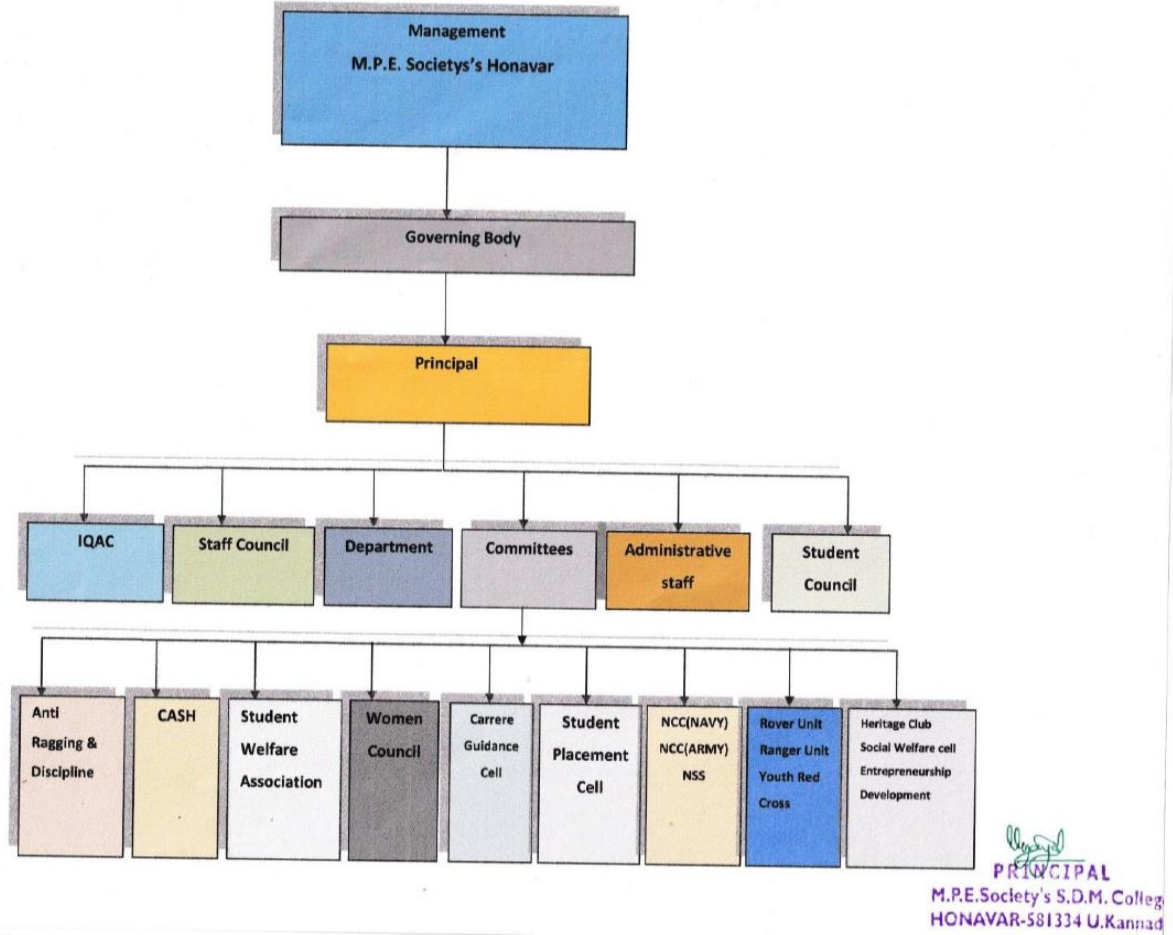 Management
M.P.E. Societys's Honavar
Governing Body
Principal
IQAC
Staff Council
Department
Committees
Administrative
staff
Student
Council
Anti
Ragging &
Discipline
CASH
Student
Welfare
Association
Women
Council
Carrere
Guidance
Cell
Student
Placement
Cell
NCC(NAVY)
NCC(ARMY)
NSS
Rover Unit
Ranger Unit
Youth Red
Cross
Heritage Club
Social Welfare cell
Entrepreneurship
Development
PRINCIPAL
M.P.E.Society's S.D.M. Colleg
HONAVAR-581334 U.Kannad